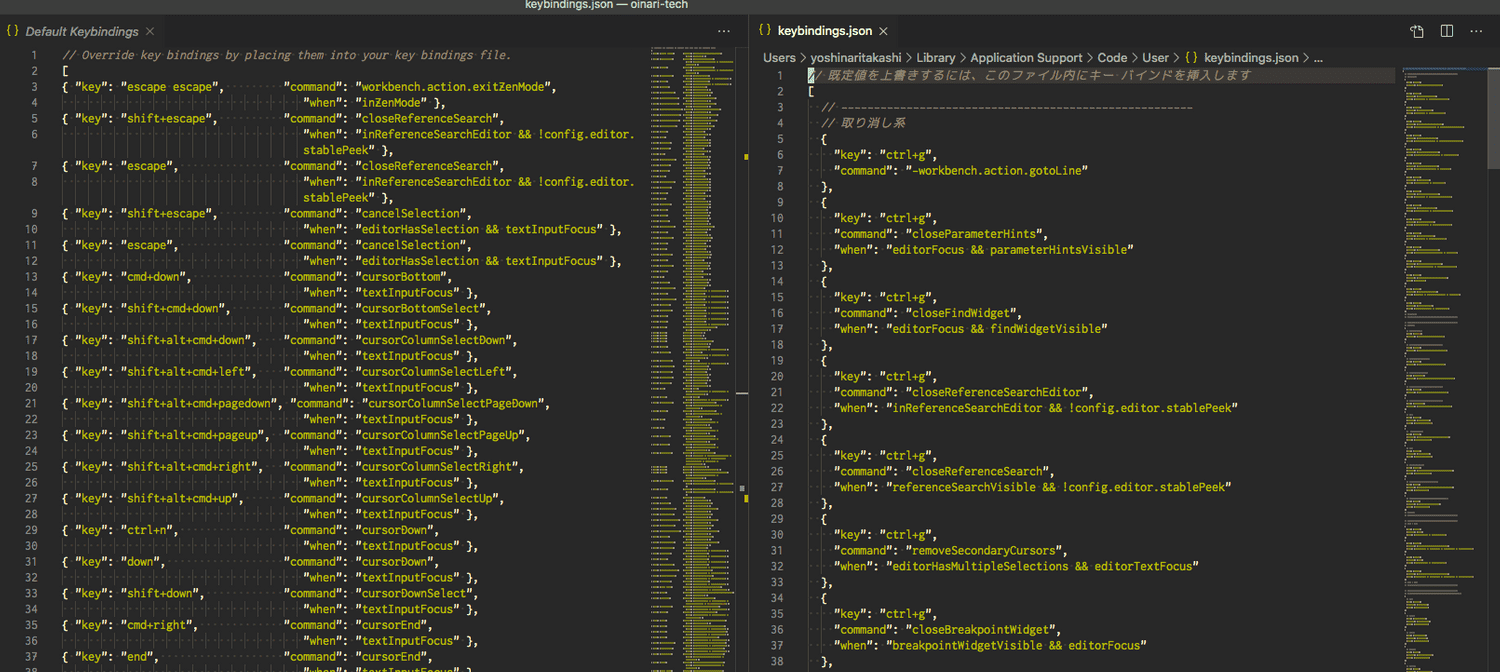 keybindings.json — oinari-tech
{} Default Keybindings ×
1 // Override key bindings by placing them into your key bindings file.
2 [
3 { "key": "escape escape", "command": "workbench.action.exitZenMode",
4 "when": "inZenMode" },
5 { "key": "shift+escape", "command": "closeReferenceSearch",
6 "when": "inReferenceSearchEditor && !config.editor.
stablePeek" },
7 { "key": "escape", "command": "closeReferenceSearch",
8 "when": "inReferenceSearchEditor && !config.editor.
stablePeek" },
9 { "key": "shift+escape", "command": "cancelSelection",
10 "when": "editorHasSelection && textInputFocus" },
11 { "key": "escape", "command": "cancelSelection",
12 "when": "editorHasSelection && textInputFocus" },
13 { "key": "cmd+down", "command": "cursorBottom",
14 "when": "textInputFocus" },
15 { "key": "shift+cmd+down", "command": "cursorBottomSelect",
16 "when": "textInputFocus" },
17 { "key": "shift+alt+cmd+down", "command": "cursorColumnSelectDown",
18 "when": "textInputFocus" },
19 { "key": "shift+alt+cmd+left", "command": "cursorColumnSelectLeft",
20 "when": "textInputFocus" },
21 { "key": "shift+alt+cmd+pagedown", "command": "cursorColumnSelectPageDown",
22 "when": "textInputFocus" },
23 { "key": "shift+alt+cmd+pageup", "command": "cursorColumnSelectPageUp",
24 "when": "textInputFocus" },
25 { "key": "shift+alt+cmd+right", "command": "cursorColumnSelectRight",
26 "when": "textInputFocus" },
27 { "key": "shift+alt+cmd+up", "command": "cursorColumnSelectUp",
28 "when": "textInputFocus" },
29 { "key": "ctrl+n", "command": "cursorDown",
30 "when": "textInputFocus" },
31 { "key": "down", "command": "cursorDown",
32 "when": "textInputFocus" },
33 { "key": "shift+down", "command": "cursorDownSelect",
34 "when": "textInputFocus" },
35 { "key": "cmd+right", "command": "cursorEnd",
36 "when": "textInputFocus" },
37 { "key": "end", "command": "cursorEnd",
38 "when": "textInputFocus" },
{} keybindings.json ×
Users > yoshinaritakashi > Library > Application Support > Code > User > {} keybindings.json > ...
1 // 既定値を上書きするには、このファイル内にキー バインドを挿入します
2 [
3 // ------------------------------------------------------
4 // 取り消し系
5 {
6 "key": "ctrl+g",
7 "command": "-workbench.action.gotoLine"
8 },
9 {
10 "key": "ctrl+g",
11 "command": "closeParameterHints",
12 "when": "editorFocus && parameterHintsVisible"
13 },
14 {
15 "key": "ctrl+g",
16 "command": "closeFindWidget",
17 "when": "editorFocus && findWidgetVisible"
18 },
19 {
20 "key": "ctrl+g",
21 "command": "closeReferenceSearchEditor",
22 "when": "inReferenceSearchEditor && !config.editor.stablePeek"
23 },
24 {
25 "key": "ctrl+g",
26 "command": "closeReferenceSearch",
27 "when": "referenceSearchVisible && !config.editor.stablePeek"
28 },
29 {
30 "key": "ctrl+g",
31 "command": "removeSecondaryCursors",
32 "when": "editorHasMultipleSelections && editorTextFocus"
33 },
34 {
35 "key": "ctrl+g",
36 "command": "closeBreakpointWidget",
37 "when": "breakpointWidgetVisible && editorFocus"
38 },